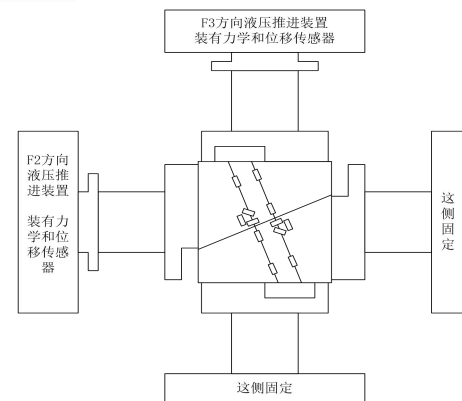 F3方向液压推进装置
装有力学和位移传感器
F2方向
液压推
进装置
装有力
学和位
移传感
器
这
侧
固
定
这侧固定